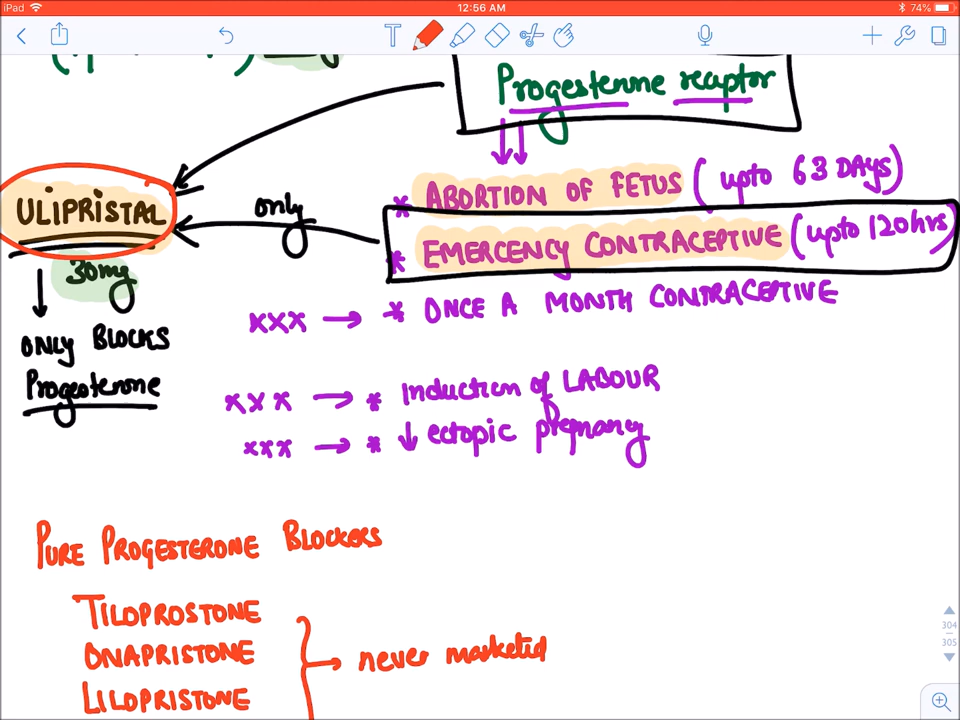 iPad 12:56 AM 74%
Progesterone receptor
* ABORTION OF FETUS (upto 63 DAYS)
ULIPRISTAL only
* EMERGENCY CONTRACEPTIVE (upto 120hrs)
30mg
xxx → * ONCE A MONTH CONTRACEPTIVE
ONLY BLOCKS
Progesterone
xxx → * Induction of LABOUR
xxx → * ↓ ectopic pregnancy
PURE PROGESTERONE BLOCKERS
TILOPROSTONE
ONAPRISTONE
LILOPRISTONE
never marketed
304
305